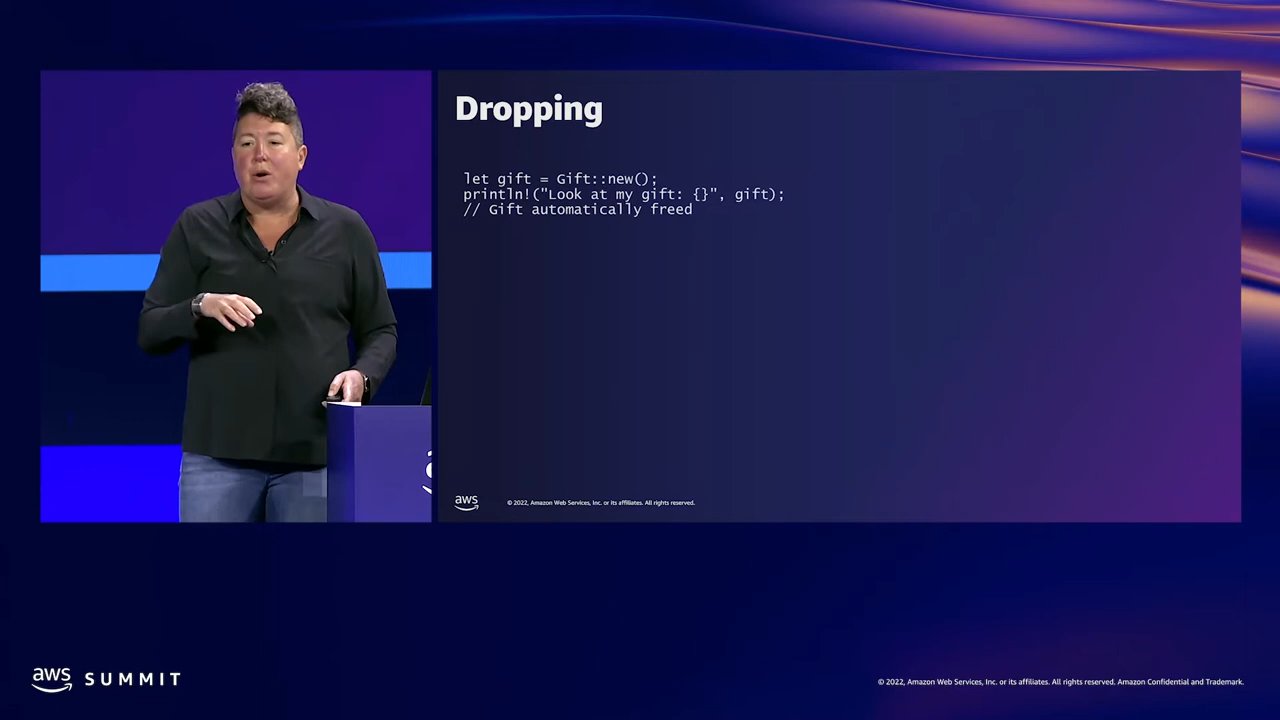 Dropping
let gift = Gift::new();
println!("Look at my gift: {}", gift);
// Gift automatically freed
aws
© 2022, Amazon Web Services, Inc. or its affiliates. All rights reserved.
aws SUMMIT
© 2022, Amazon Web Services, Inc. or its affiliates. All rights reserved. Amazon Confidential and Trademark.